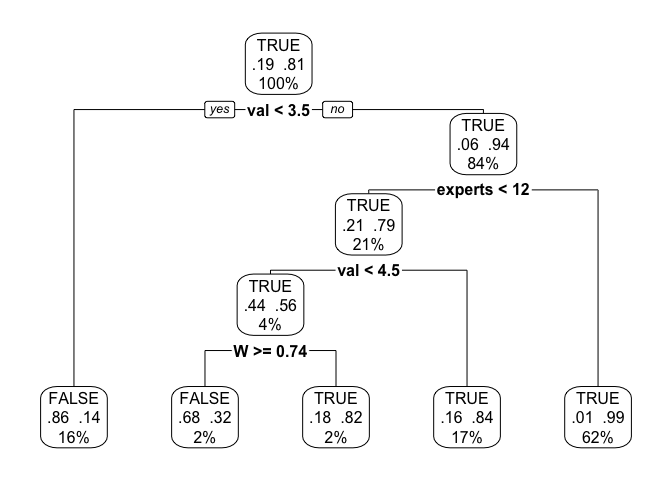 TRUE
.19 .81
100%
yes val < 3.5 no
TRUE
.06 .94
84%
experts < 12
TRUE
.21 .79
21%
val < 4.5
TRUE
.44 .56
4%
W >= 0.74
FALSE
.86 .14
16%
FALSE
.68 .32
2%
TRUE
.18 .82
2%
TRUE
.16 .84
17%
TRUE
.01 .99
62%